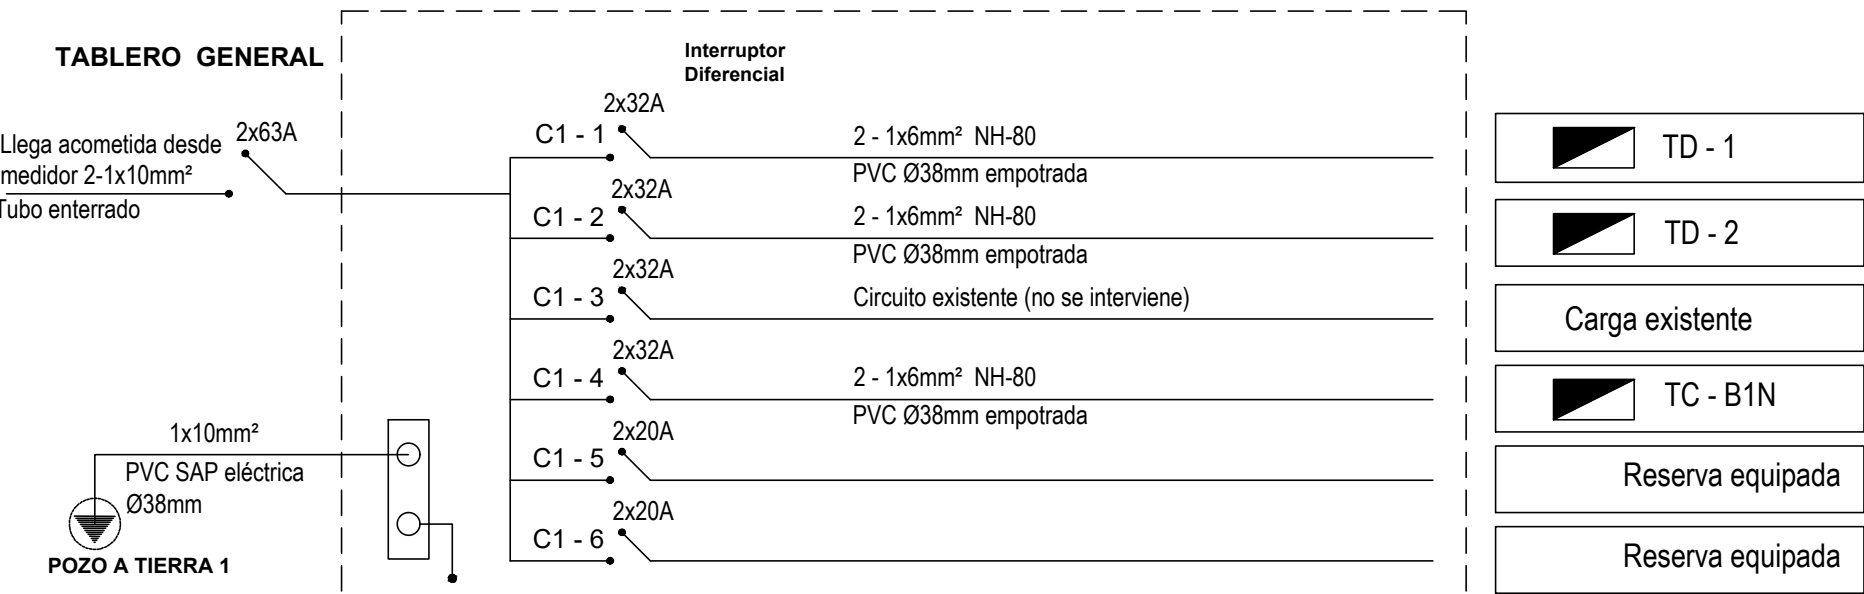 TABLERO GENERAL
Interruptor
Diferencial
Llega acometida desde
medidor 2-1x10mm²
Tubo enterrado
2x63A
2x32A
C1 - 1
2 - 1x6mm² NH-80
PVC Ø38mm empotrada
TD - 1
2x32A
C1 - 2
2 - 1x6mm² NH-80
PVC Ø38mm empotrada
TD - 2
2x32A
C1 - 3
Circuito existente (no se interviene)
Carga existente
2x32A
C1 - 4
2 - 1x6mm² NH-80
PVC Ø38mm empotrada
TC - B1N
2x20A
C1 - 5
Reserva equipada
2x20A
C1 - 6
Reserva equipada
1x10mm²
PVC SAP eléctrica
Ø38mm
POZO A TIERRA 1